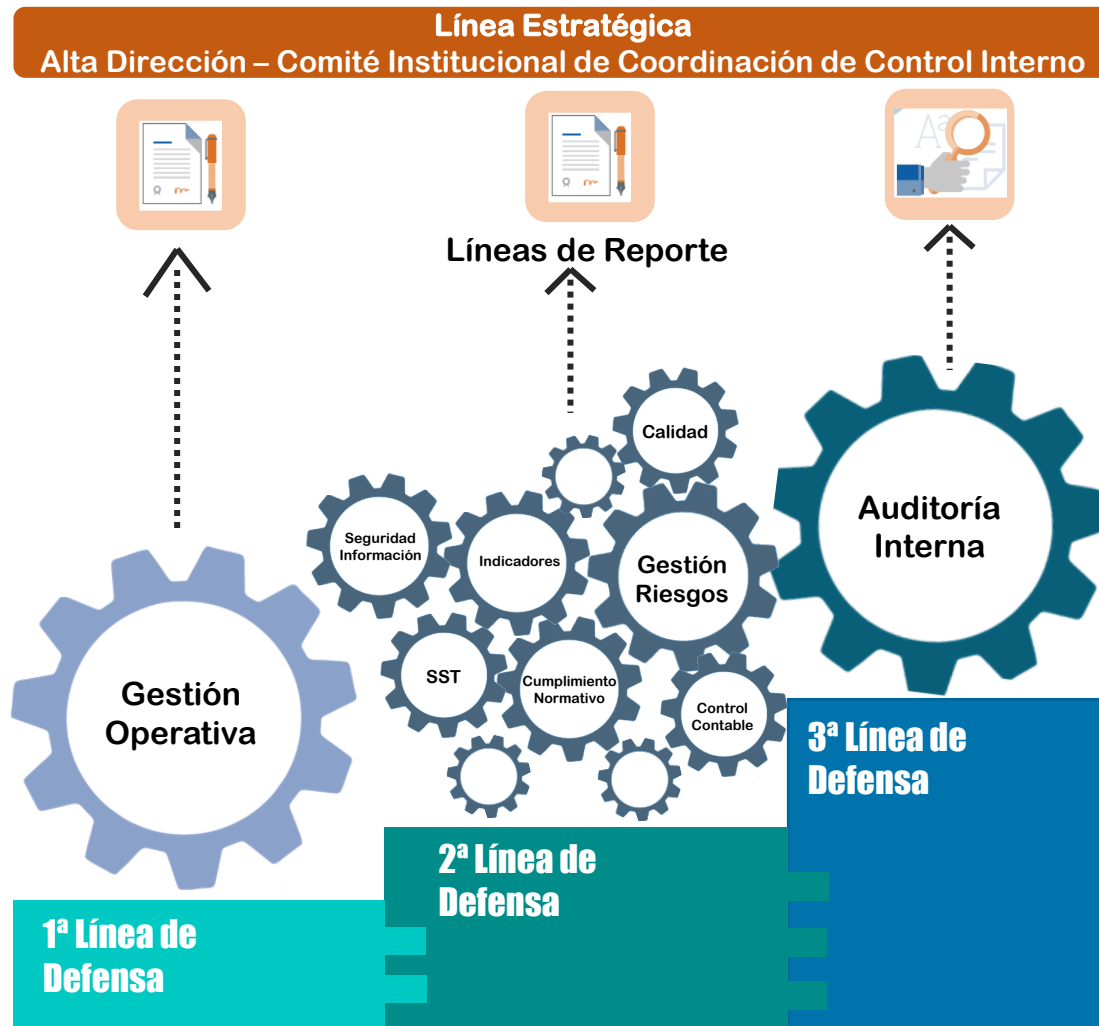 Línea Estratégica
Alta Dirección – Comité Institucional de Coordinación de Control Interno
Líneas de Reporte
Calidad
Seguridad
Información
Indicadores
Gestión
Riesgos
Auditoría
Interna
SST
Cumplimiento
Normativo
Control
Contable
Gestión
Operativa
1ª Línea de
Defensa
2ª Línea de
Defensa
3ª Línea de
Defensa